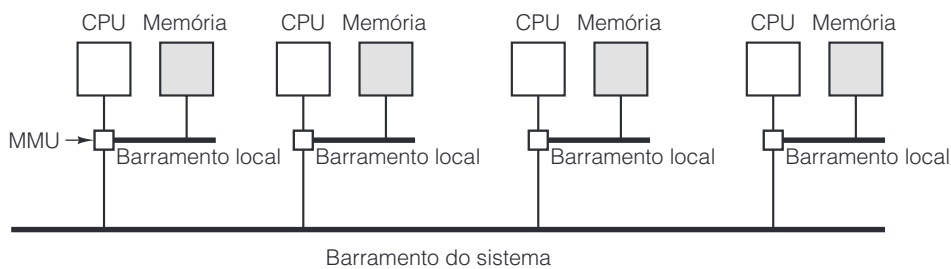 CPU Memória CPU Memória CPU Memória CPU Memória
MMU
Barramento local Barramento local Barramento local Barramento local
Barramento do sistema